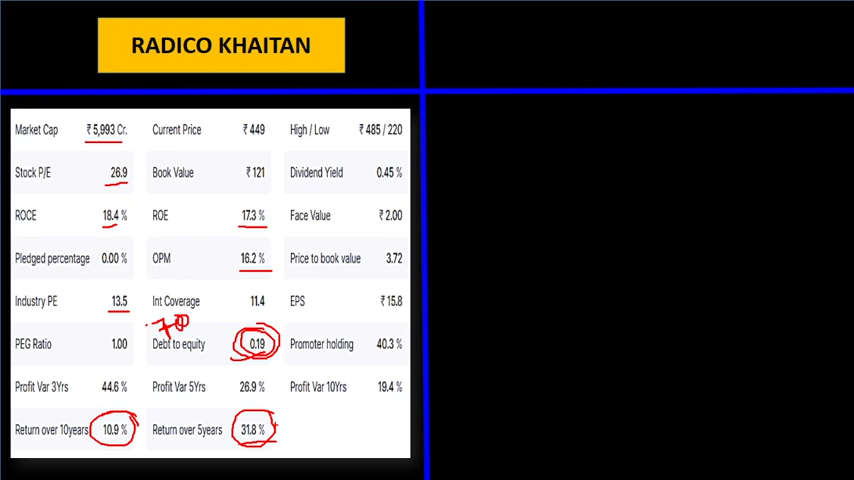 RADICO KHAITAN
Market Cap ₹ 5,993 Cr. Current Price ₹ 449 High / Low ₹ 485 / 220
Stock P/E 26.9 Book Value ₹ 121 Dividend Yield 0.45 %
ROCE 18.4 % ROE 17.3 % Face Value ₹ 2.00
Pledged percentage 0.00 % OPM 16.2 % Price to book value 3.72
Industry PE 13.5 Int Coverage 11.4 EPS ₹ 15.8
PEG Ratio 1.00 Debt to equity 0.19 Promoter holding 40.3 %
Profit Var 3Yrs 44.6 % Profit Var 5Yrs 26.9 % Profit Var 10Yrs 19.4 %
Return over 10years 10.9 % Return over 5years 31.8 %